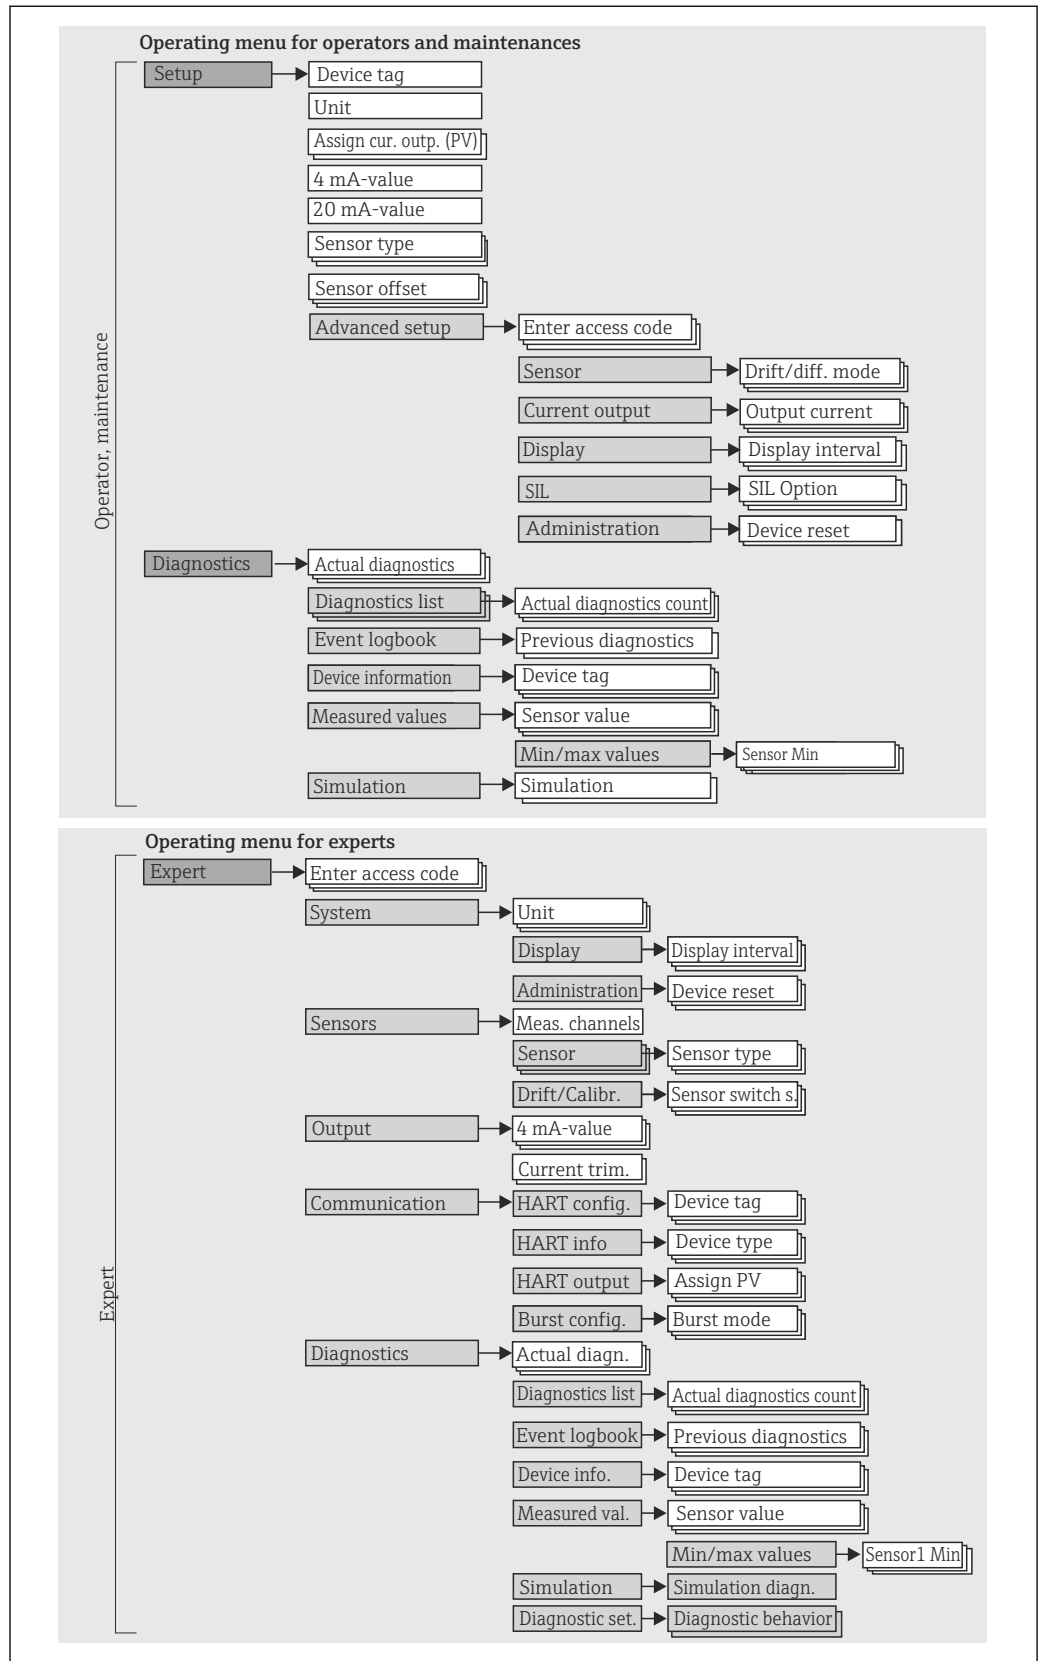 Operating menu for operators and maintenances
Operator, maintenance
Setup
Device tag
Unit
Assign cur. outp. (PV)
4 mA-value
20 mA-value
Sensor type
Sensor offset
Advanced setup
Enter access code
Sensor
Drift/diff. mode
Current output
Output current
Display
Display interval
SIL
SIL Option
Administration
Device reset
Diagnostics
Actual diagnostics
Diagnostics list
Actual diagnostics count
Event logbook
Previous diagnostics
Device information
Device tag
Measured values
Sensor value
Min/max values
Sensor Min
Simulation
Simulation
Operating menu for experts
Expert
Expert
Enter access code
System
Unit
Display
Display interval
Administration
Device reset
Sensors
Meas. channels
Sensor
Sensor type
Drift/Calibr.
Sensor switch s.
Output
4 mA-value
Current trim.
Communication
HART config.
Device tag
HART info
Device type
HART output
Assign PV
Burst config.
Burst mode
Diagnostics
Actual diagn.
Diagnostics list
Actual diagnostics count
Event logbook
Previous diagnostics
Device info.
Device tag
Measured val.
Sensor value
Min/max values
Sensor1 Min
Simulation
Simulation diagn.
Diagnostic set.
Diagnostic behavior